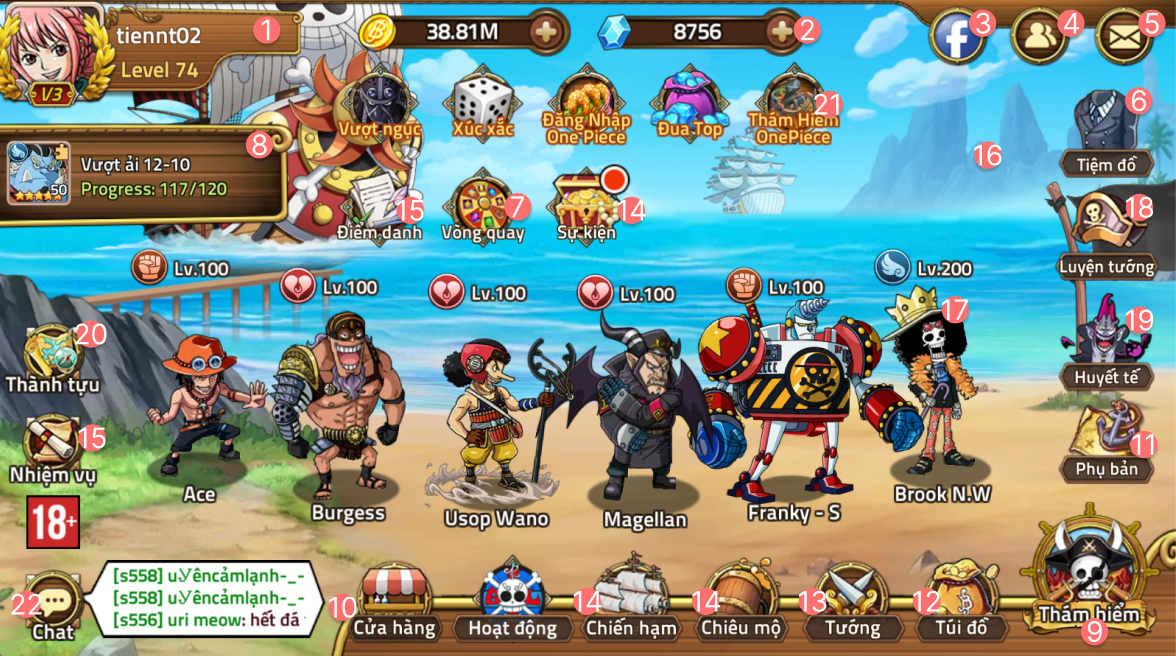 tiennt02
1
38.81M
8756
2
3
4
5
Level 74
V3
Vượt ngục
Xúc xắc
Đăng Nhập
One Piece
Đua Top
Thám Hiểm
OnePiece
21
6
Tiệm đồ
8
Vượt ải 12-10
Progress: 117/120
50
16
Điểm danh
15
Vòng quay
7
Sự kiện
14
18
Luyện tướng
Lv.100
Lv.100
Lv.100
Lv.100
Lv.100
Lv.200
17
19
Huyết tế
20
Thành tựu
15
Nhiệm vụ
11
Phụ bản
Ace
Burgess
Usop Wano
Magellan
Franky - S
Brook N.W
18+
[s558] uყêncảmlạnh-_-
[s558] uყêncảmlạnh-_-
[s556] uri meow: hết đá
22
Chat
10
Cửa hàng
Hoạt động
14
Chiến hạm
14
Chiêu mộ
13
Tướng
12
Túi đồ
Thám hiểm
9